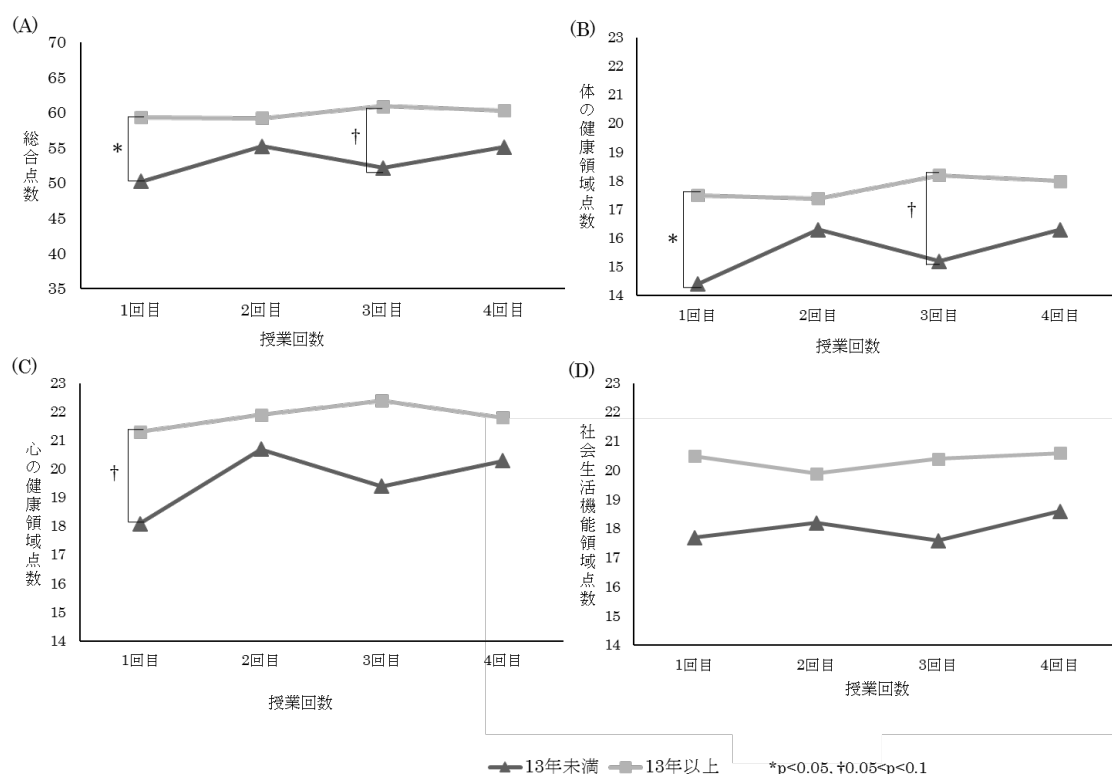 (A)
総合点数
70
65
60
55
50
45
40
35
*
†
1回目 2回目 3回目 4回目
授業回数
(B)
体の健康領域点数
23
22
21
20
19
18
17
16
15
14
*
†
1回目 2回目 3回目 4回目
授業回数
(C)
心の健康領域点数
23
22
21
20
19
18
17
16
15
14
†
1回目 2回目 3回目 4回目
授業回数
(D)
社会生活機能領域点数
23
22
21
20
19
18
17
16
15
14
1回目 2回目 3回目 4回目
授業回数
13年未満 13年以上 *p<0.05, †0.05<p<0.1